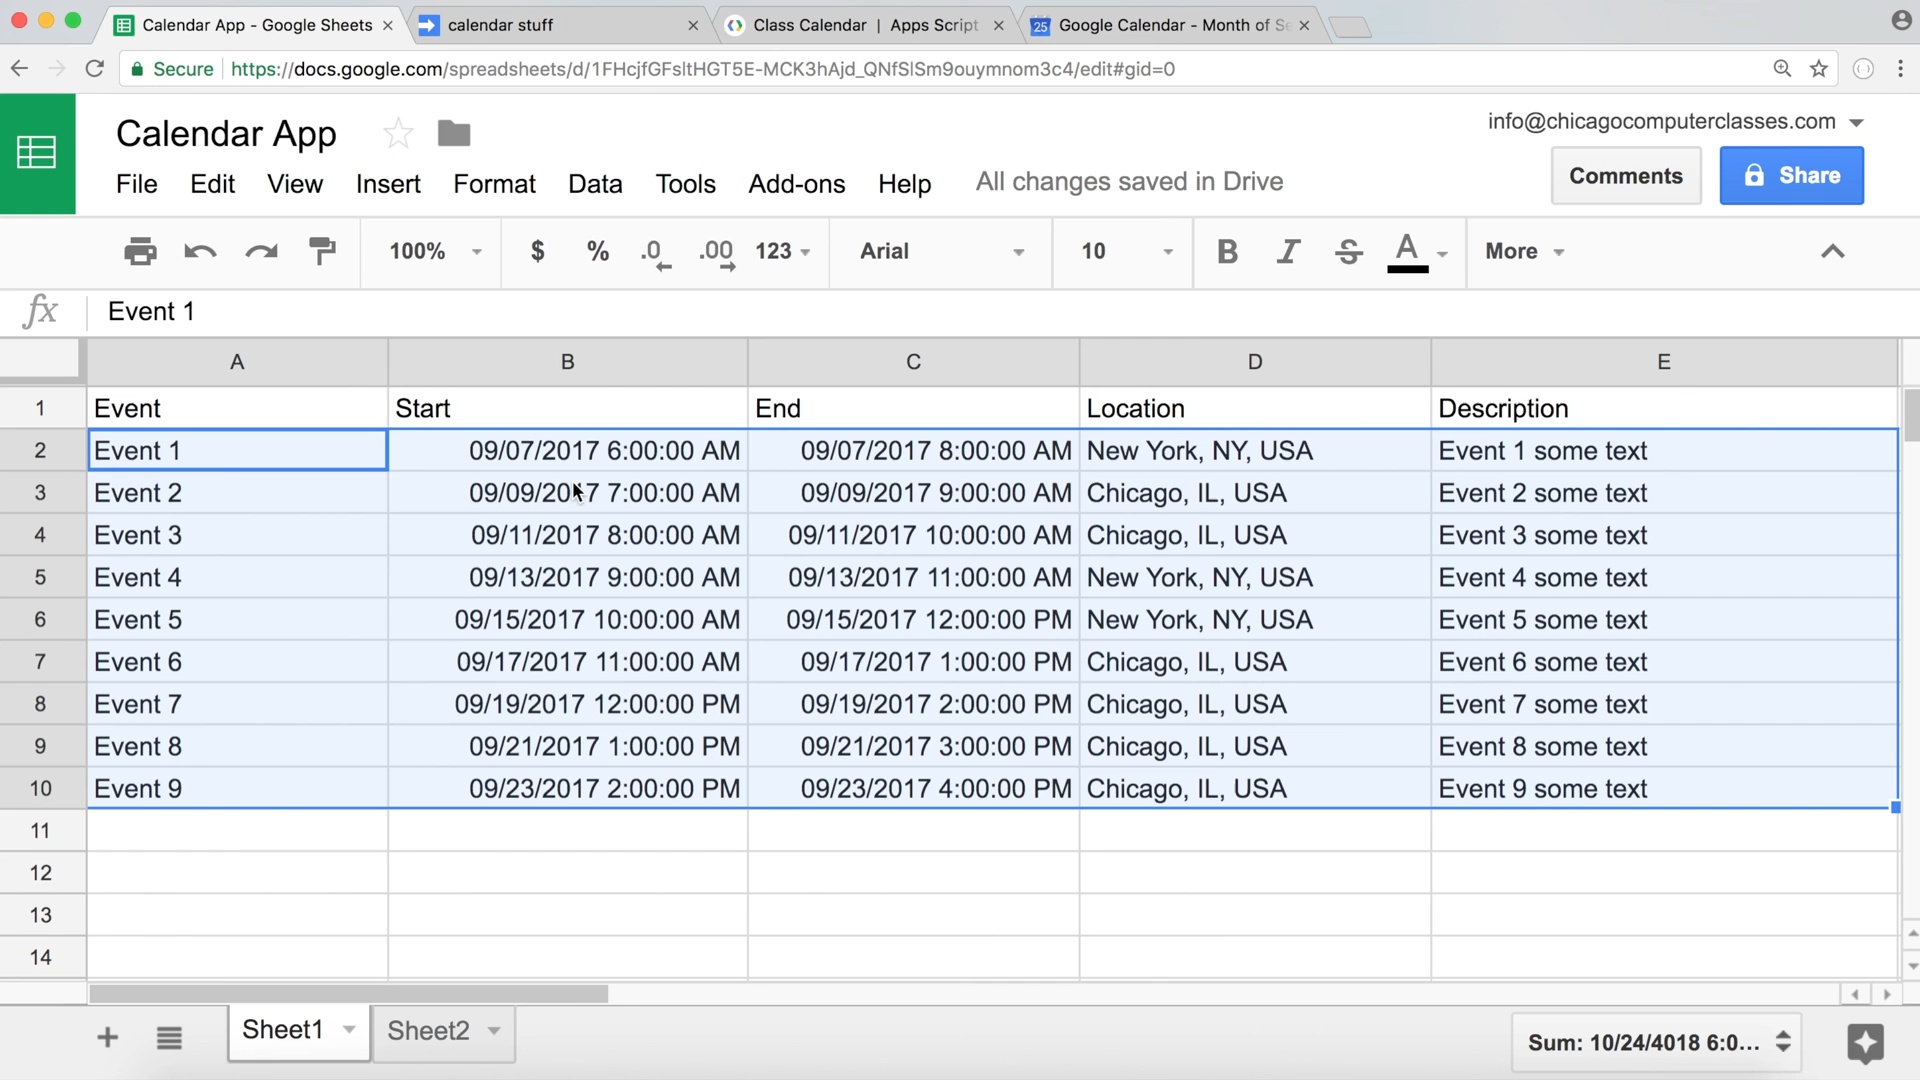 Calendar App - Google Sheets
calendar stuff
Class Calendar | Apps Script
25 Google Calendar - Month of Se
Secure https://docs.google.com/spreadsheets/d/1FHcjfGFsltHGT5E-MCK3hAjd_QNfSlSm9ouymnom3c4/edit#gid=0
Calendar App
info@chicagocomputerclasses.com
File Edit View Insert Format Data Tools Add-ons Help All changes saved in Drive
Comments Share
100% $ % .0 .00 123 Arial 10 B I S A More
fx Event 1
A B C D E
1 Event Start End Location Description
2 Event 1 09/07/2017 6:00:00 AM 09/07/2017 8:00:00 AM New York, NY, USA Event 1 some text
3 Event 2 09/09/2017 7:00:00 AM 09/09/2017 9:00:00 AM Chicago, IL, USA Event 2 some text
4 Event 3 09/11/2017 8:00:00 AM 09/11/2017 10:00:00 AM Chicago, IL, USA Event 3 some text
5 Event 4 09/13/2017 9:00:00 AM 09/13/2017 11:00:00 AM New York, NY, USA Event 4 some text
6 Event 5 09/15/2017 10:00:00 AM 09/15/2017 12:00:00 PM New York, NY, USA Event 5 some text
7 Event 6 09/17/2017 11:00:00 AM 09/17/2017 1:00:00 PM Chicago, IL, USA Event 6 some text
8 Event 7 09/19/2017 12:00:00 PM 09/19/2017 2:00:00 PM Chicago, IL, USA Event 7 some text
9 Event 8 09/21/2017 1:00:00 PM 09/21/2017 3:00:00 PM Chicago, IL, USA Event 8 some text
10 Event 9 09/23/2017 2:00:00 PM 09/23/2017 4:00:00 PM Chicago, IL, USA Event 9 some text
11
12
13
14
Sheet1 Sheet2 Sum: 10/24/4018 6:0...